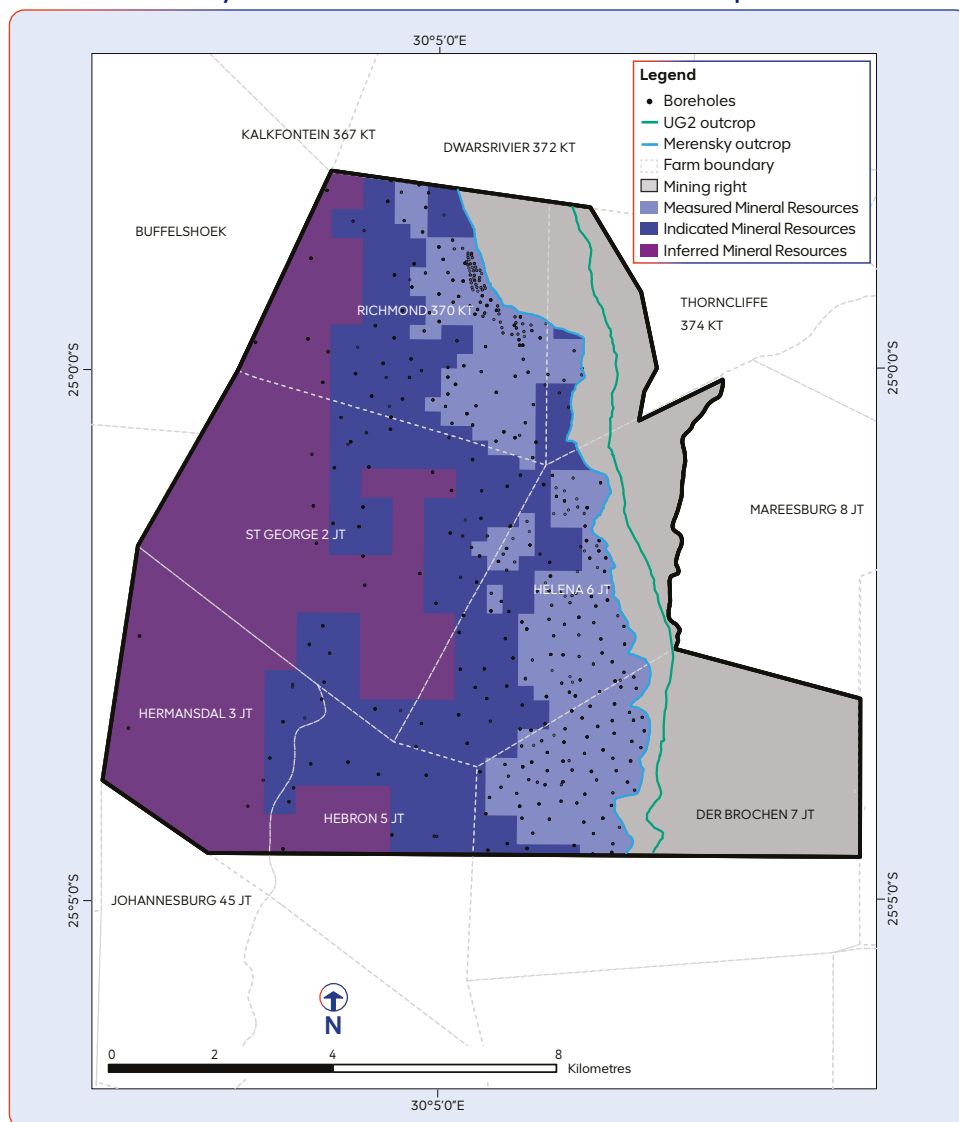 30°5'0"E
Legend
Boreholes
UG2 outcrop
Merensky outcrop
Farm boundary
Mining right
Measured Mineral Resources
Indicated Mineral Resources
Inferred Mineral Resources
KALKFONTEIN 367 KT
DWARSRIVIER 372 KT
BUFFELSHOEK
THORNCLIFFE
374 KT
RICHMOND 370 KT
25°0'0"S
25°0'0"S
MAREESBURG 8 JT
ST GEORGE 2 JT
HELENA 6 JT
HERMANSDAL 3 JT
HEBRON 5 JT
DER BROCHEN 7 JT
JOHANNESBURG 45 JT
25°5'0"S
25°5'0"S
N
0 2 4 8
Kilometres
30°5'0"E